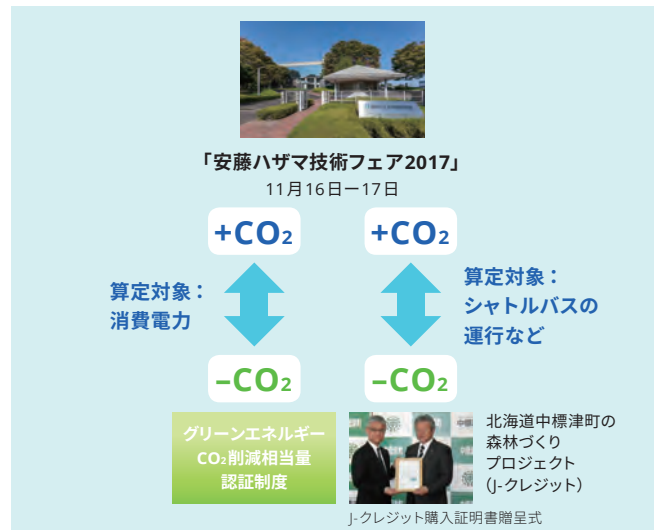 「安藤ハザマ技術フェア2017」
11月16日ー17日
+CO₂
+CO₂
算定対象：
消費電力
算定対象：
シャトルバスの
運行など
−CO₂
−CO₂
グリーンエネルギー
CO₂削減相当量
認証制度
北海道中標津町の
森林づくり
プロジェクト
（J-クレジット）
J-クレジット購入証明書贈呈式